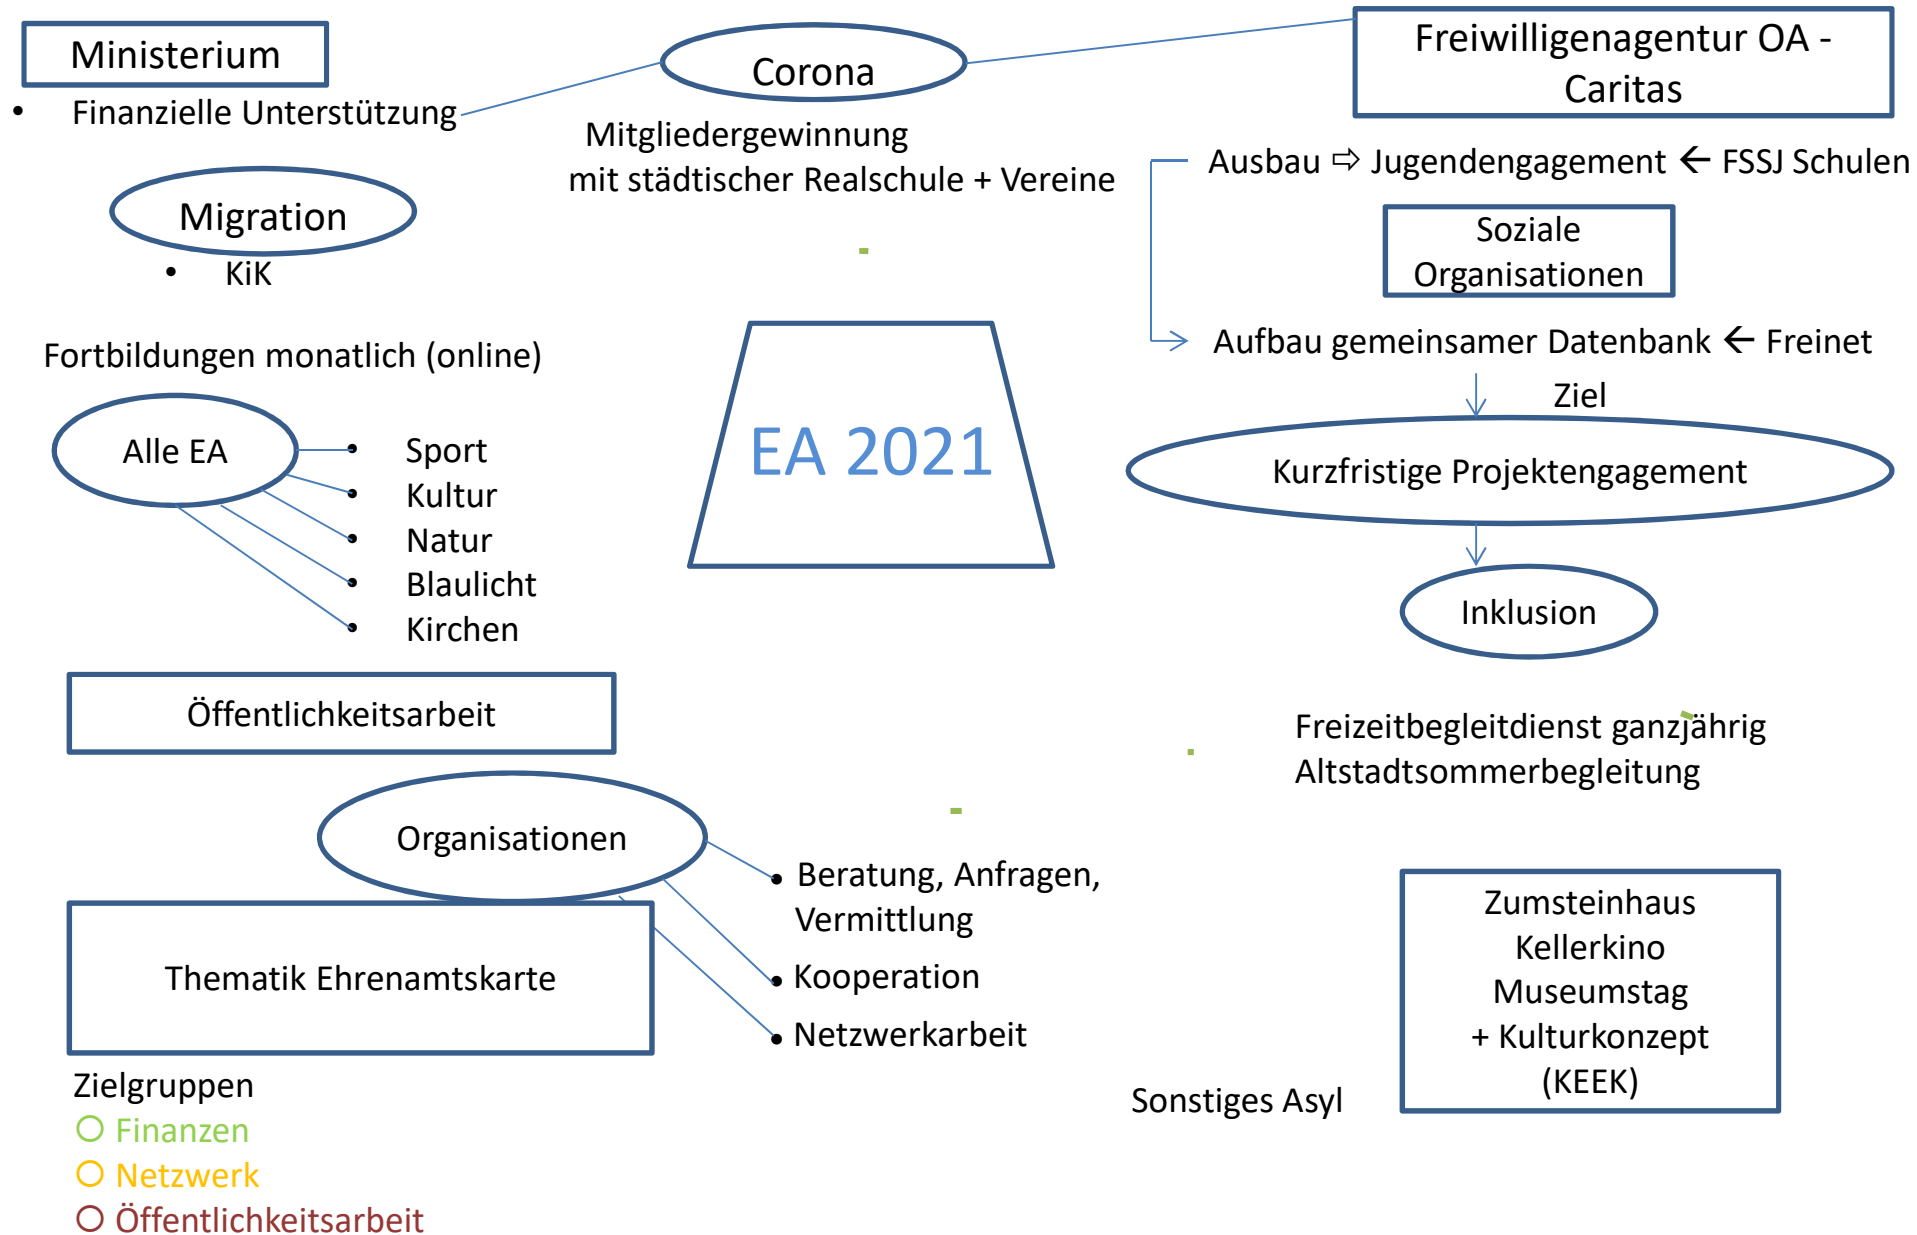 Ministerium
• Finanzielle Unterstützung
Corona
Freiwilligenagentur OA -
Caritas
Mitgliedergewinnung
mit städtischer Realschule + Vereine
Ausbau ⇨ Jugendengagement ← FSSJ Schulen
Migration
• KiK
Soziale
Organisationen
Aufbau gemeinsamer Datenbank ← Freinet
Ziel
Kurzfristige Projektengagement
Inklusion
Fortbildungen monatlich (online)
Alle EA
• Sport
• Kultur
• Natur
• Blaulicht
• Kirchen
EA 2021
Öffentlichkeitsarbeit
Freizeitbegleitdienst ganzjährig
Altstadtsommerbegleitung
Organisationen
• Beratung, Anfragen,
Vermittlung
• Kooperation
• Netzwerkarbeit
Thematik Ehrenamtskarte
Zumsteinhaus
Kellerkino
Museumstag
+ Kulturkonzept
(KEEK)
Sonstiges Asyl
Zielgruppen
Finanzen
Netzwerk
Öffentlichkeitsarbeit